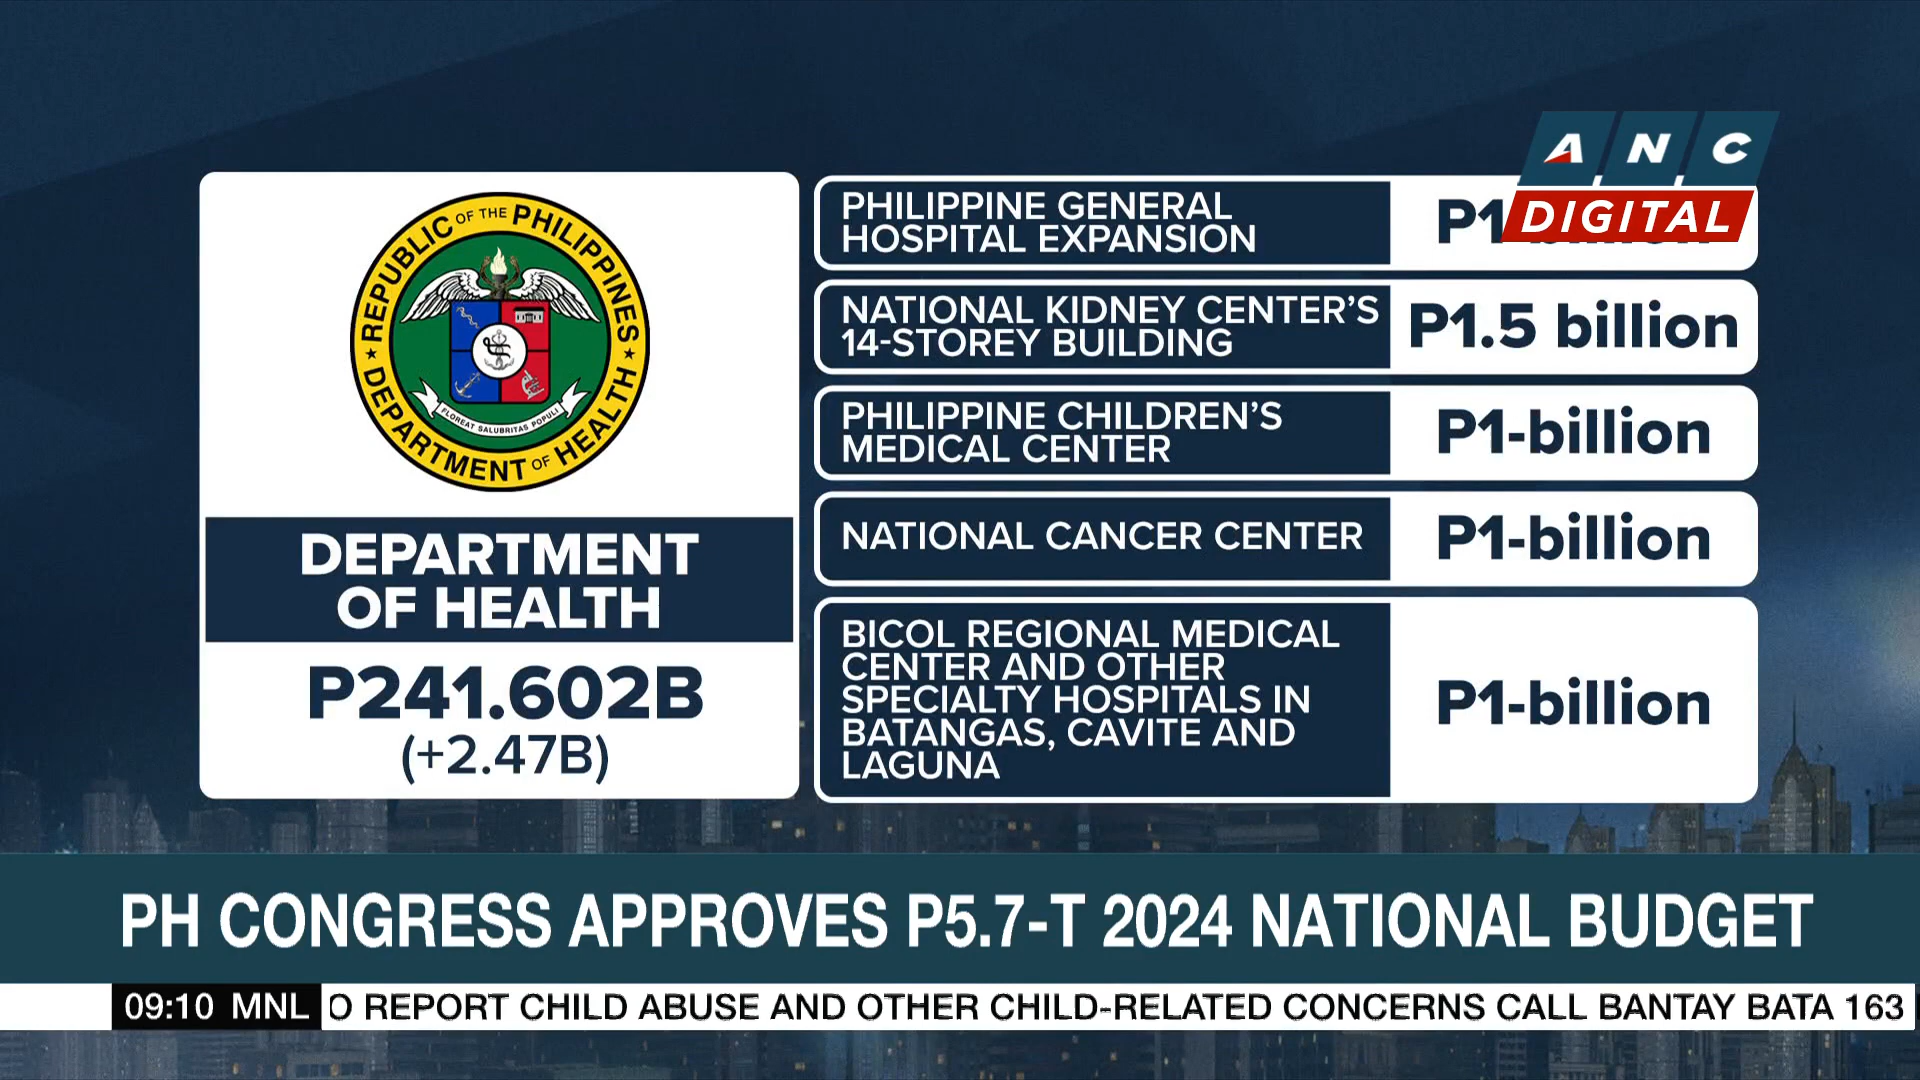 ANC
DIGITAL
REPUBLIC OF THE PHILIPPINES
DEPARTMENT OF HEALTH
FLOREAT SALUBRITAS POPULI
DEPARTMENT
OF HEALTH
P241.602B
(+2.47B)
PHILIPPINE GENERAL
HOSPITAL EXPANSION
P1
NATIONAL KIDNEY CENTER'S
14-STOREY BUILDING
P1.5 billion
PHILIPPINE CHILDREN'S
MEDICAL CENTER
P1-billion
NATIONAL CANCER CENTER
P1-billion
BICOL REGIONAL MEDICAL
CENTER AND OTHER
SPECIALTY HOSPITALS IN
BATANGAS, CAVITE AND
LAGUNA
P1-billion
PH CONGRESS APPROVES P5.7-T 2024 NATIONAL BUDGET
09:10 MNL
O REPORT CHILD ABUSE AND OTHER CHILD-RELATED CONCERNS CALL BANTAY BATA 163